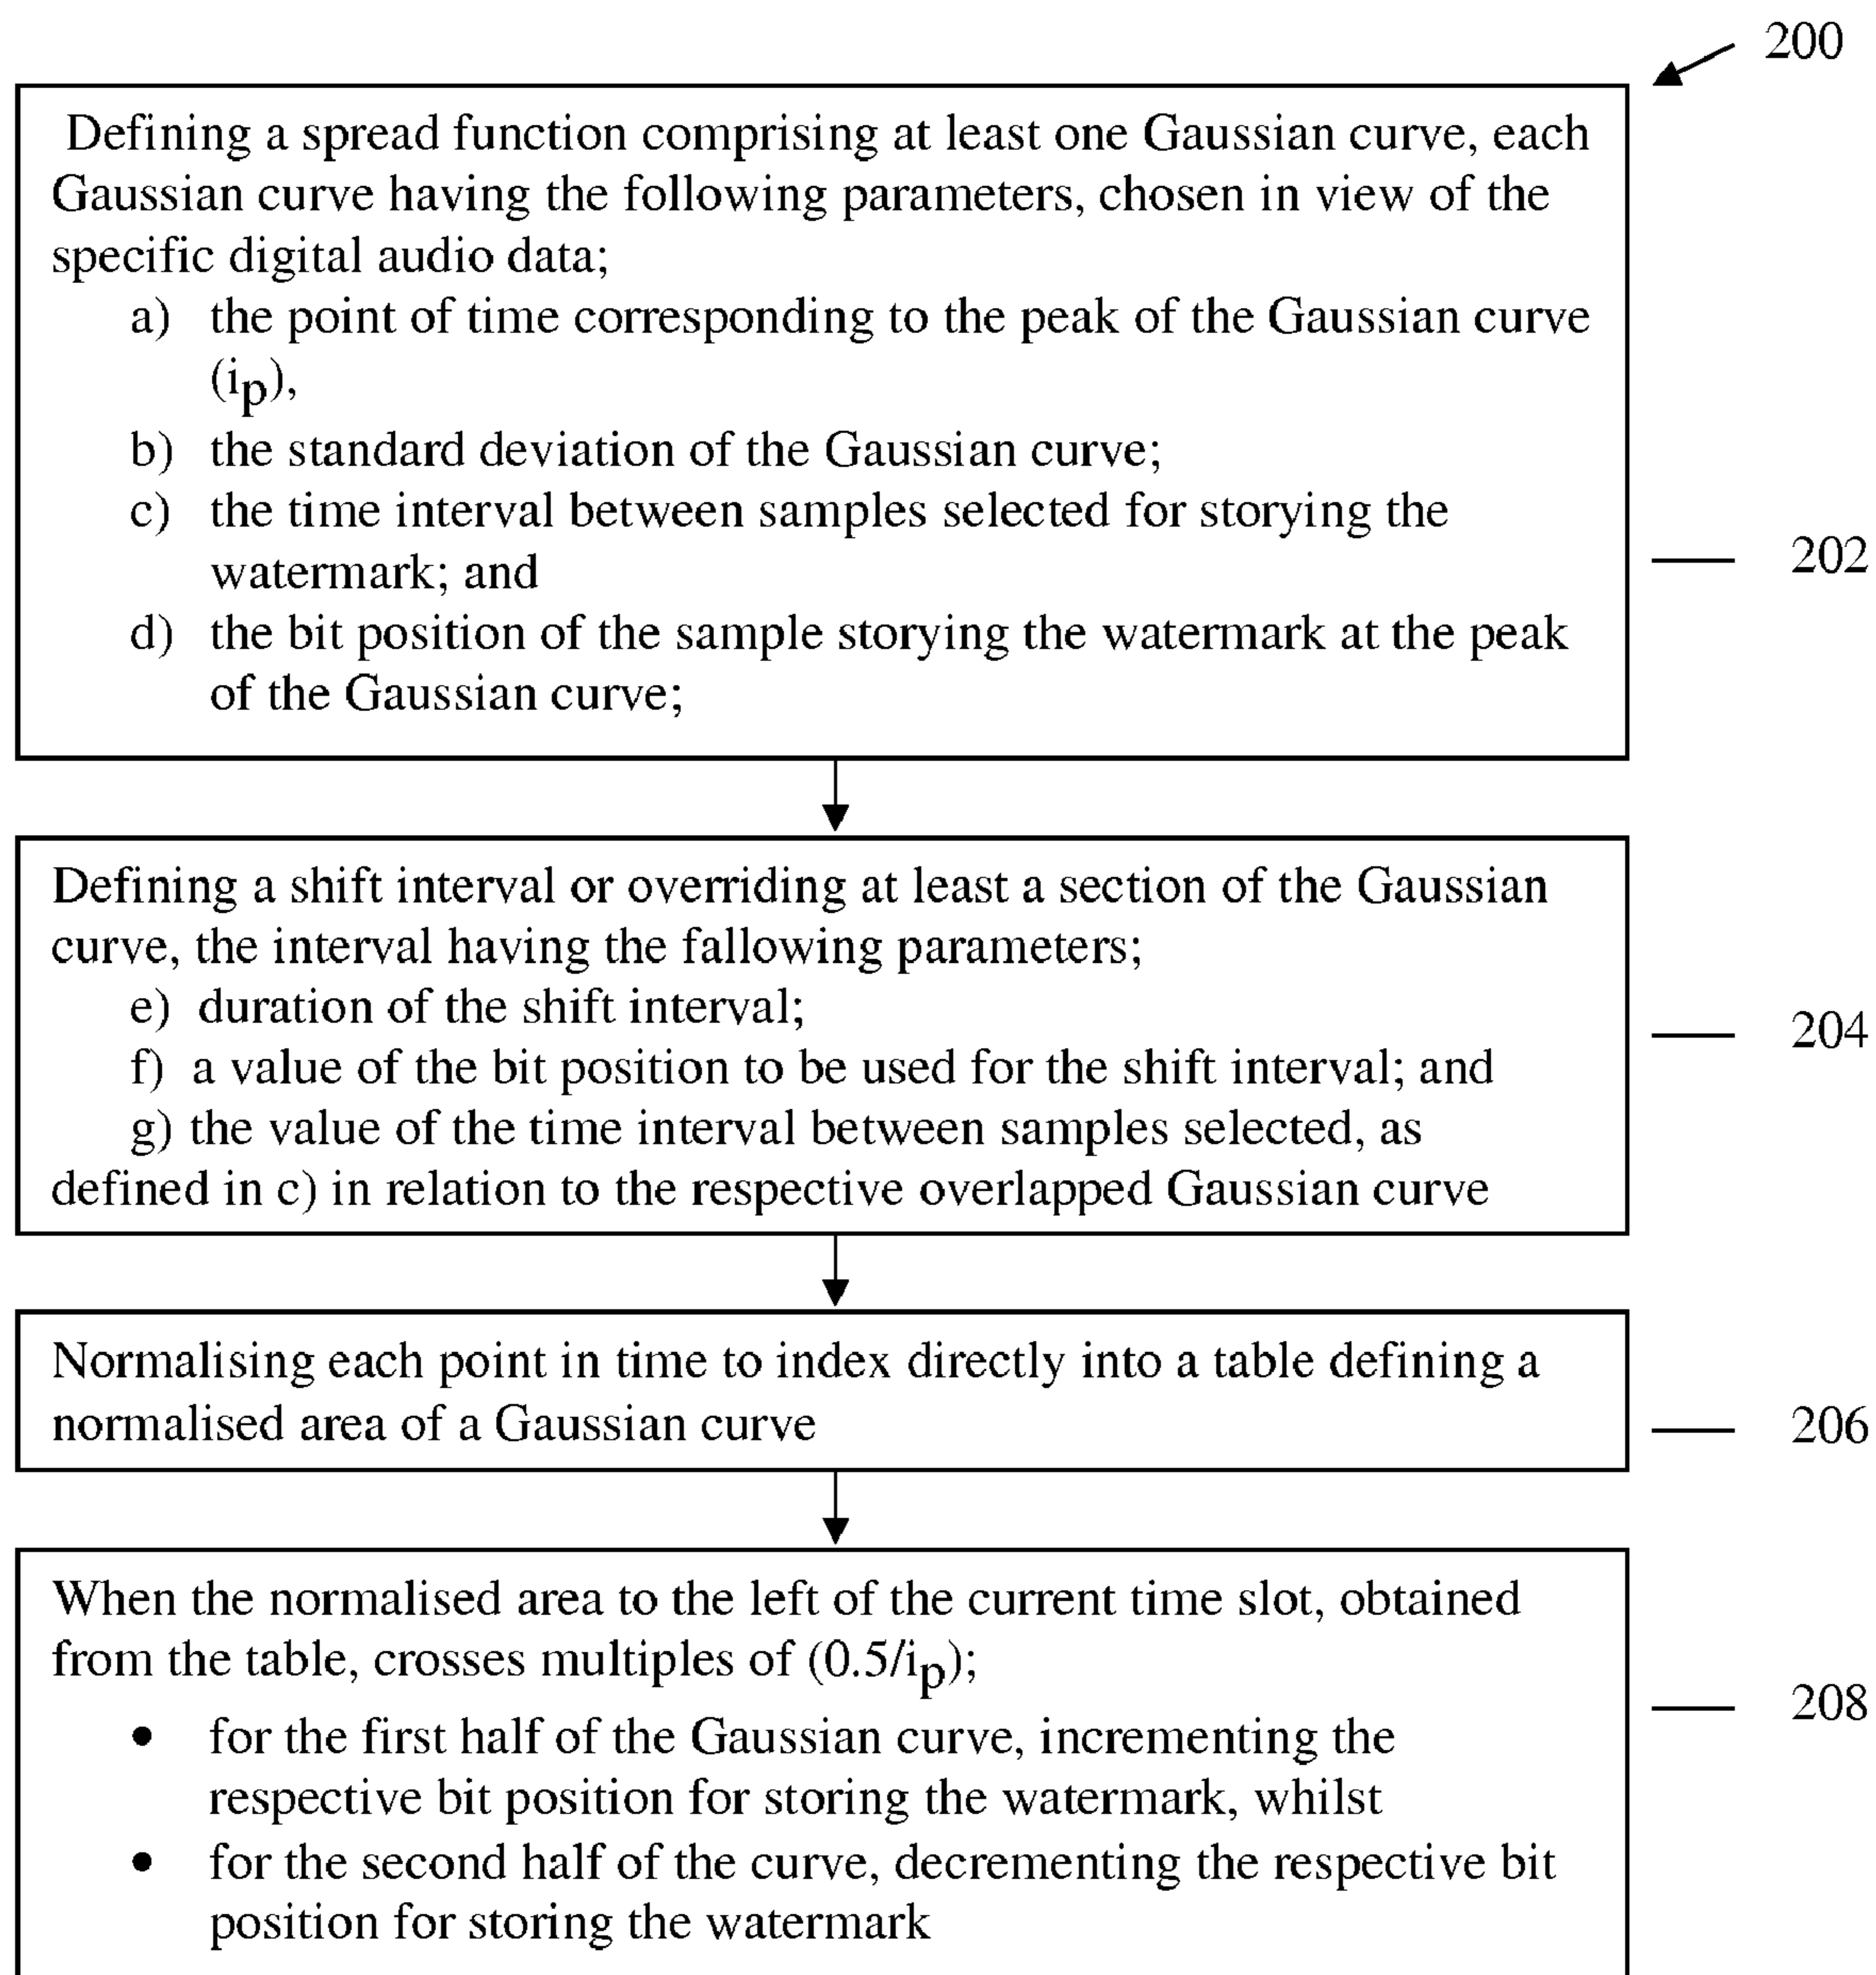 200
Defining a spread function comprising at least one Gaussian curve, each
Gaussian curve having the following parameters, chosen in view of the
specific digital audio data;
a) the point of time corresponding to the peak of the Gaussian curve
(ip),
b) the standard deviation of the Gaussian curve;
c) the time interval between samples selected for storying the
watermark; and
202
d) the bit position of the sample storying the watermark at the peak
of the Gaussian curve;
Defining a shift interval or overriding at least a section of the Gaussian
curve, the interval having the fallowing parameters;
e) duration of the shift interval;
204
f) a value of the bit position to be used for the shift interval; and
g) the value of the time interval between samples selected, as
defined in c) in relation to the respective overlapped Gaussian curve
Normalising each point in time to index directly into a table defining a
normalised area of a Gaussian curve
206
When the normalised area to the left of the current time slot, obtained
from the table, crosses multiples of (0.5/ip);
208
• for the first half of the Gaussian curve, incrementing the
respective bit position for storing the watermark, whilst
• for the second half of the curve, decrementing the respective bit
position for storing the watermark